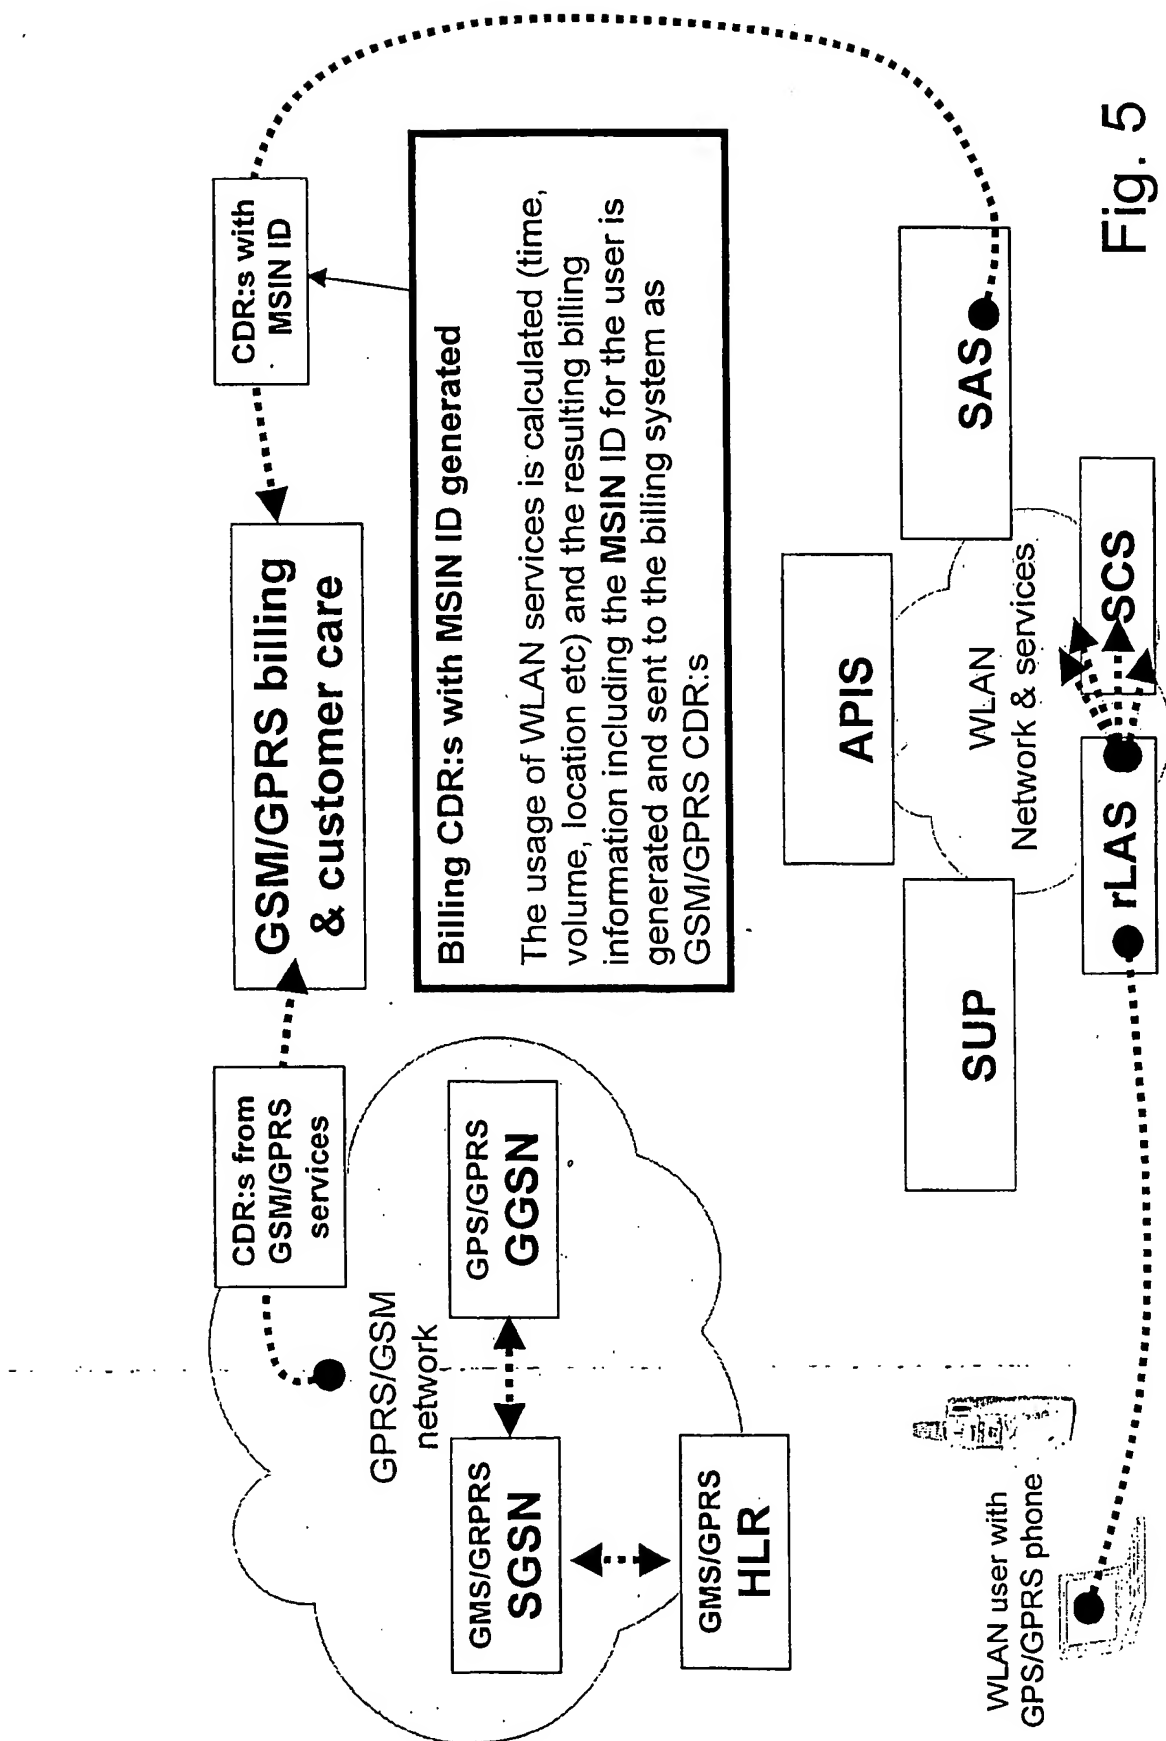 CDR:s from
GSM/GPRS
services
GSM/GPRS billing
& customer care
CDR:s with
MSIN ID
GPRS/GSM
network
GMS/GRPRS
SGSN
GPS/GPRS
GGSN
GMS/GPRS
HLR
Billing CDR:s with MSIN ID generated
The usage of WLAN services is calculated (time,
volume, location etc) and the resulting billing
information including the MSIN ID for the user is
generated and sent to the billing system as
GSM/GPRS CDR:s
APIS
SUP
SAS
WLAN
Network & services
rLAS
SCS
WLAN user with
GPS/GPRS phone
Fig. 5